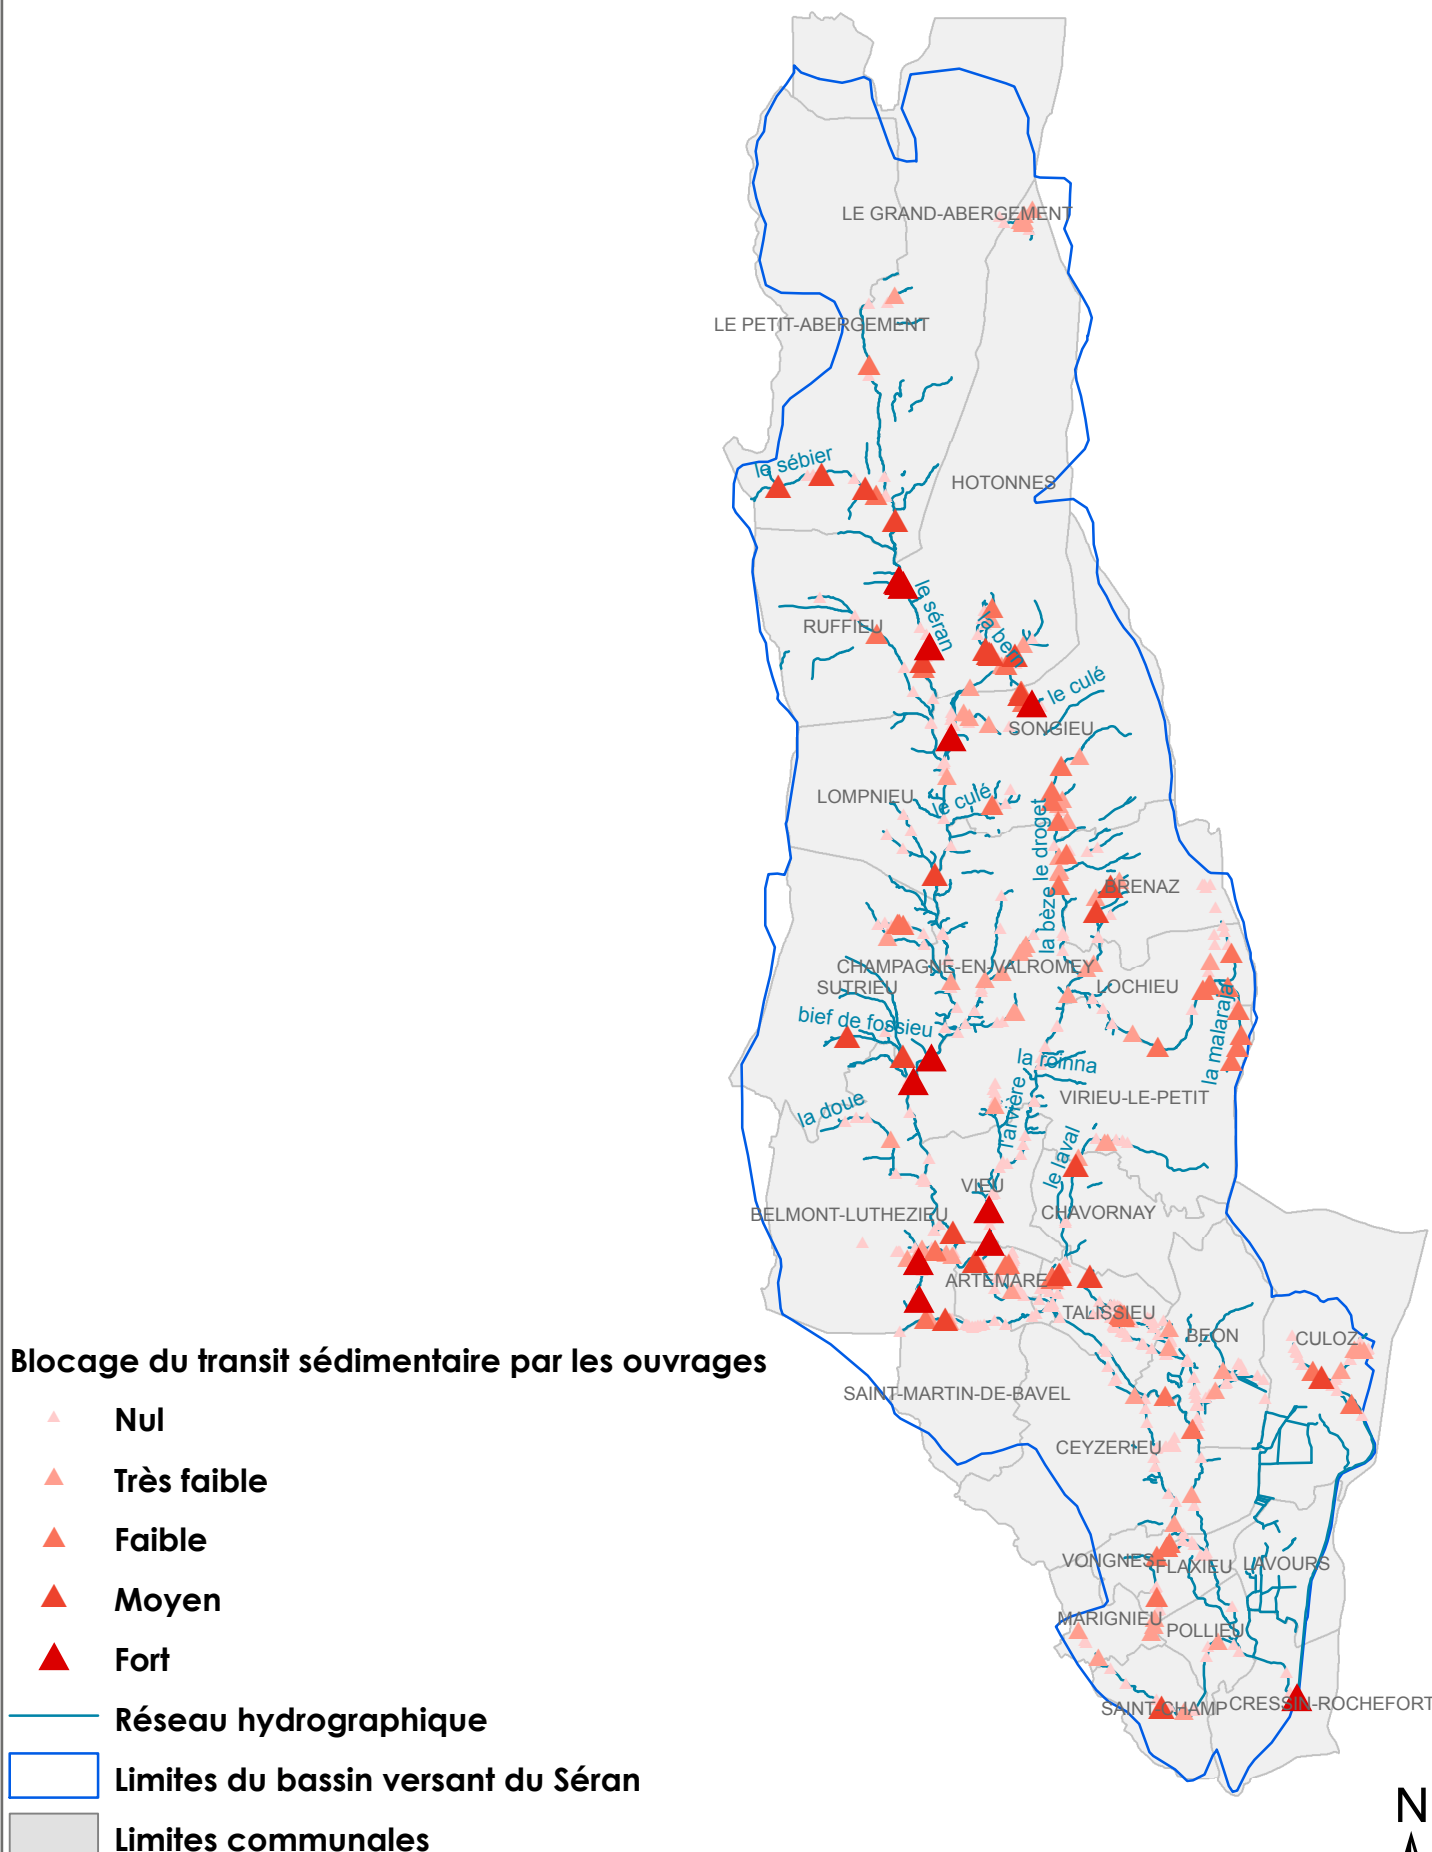 LE GRAND-ABERGEMENT
LE PETIT-ABERGEMENT
le sébier
HOTONNES
le séran
la bem
RUFFIEU
le culé
SONGIEU
LOMPNIEU
le culé
la bèze le droget
BRENAZ
CHAMPAGNE-EN-VALROMEY
SUTRIEU
LOCHIEU
bief de fossieu
la malaraja
la roinna
l'arvière
VIRIEU-LE-PETIT
la doue
le laval
VIEU
BELMONT-LUTHEZIEU
CHAVORNAY
ARTEMARE
TALISSIEU
BEON
CULOZ
Blocage du transit sédimentaire par les ouvrages
SAINT-MARTIN-DE-BAVEL
Nul
CEYZERIEU
Très faible
Faible
VONGNES
FLAXIEU
LAVOURS
Moyen
MARIGNIEU
POLLIEU
Fort
SAINT-CHAMP
CRESSIN-ROCHEFORT
Réseau hydrographique
Limites du bassin versant du Séran
N
Limites communales